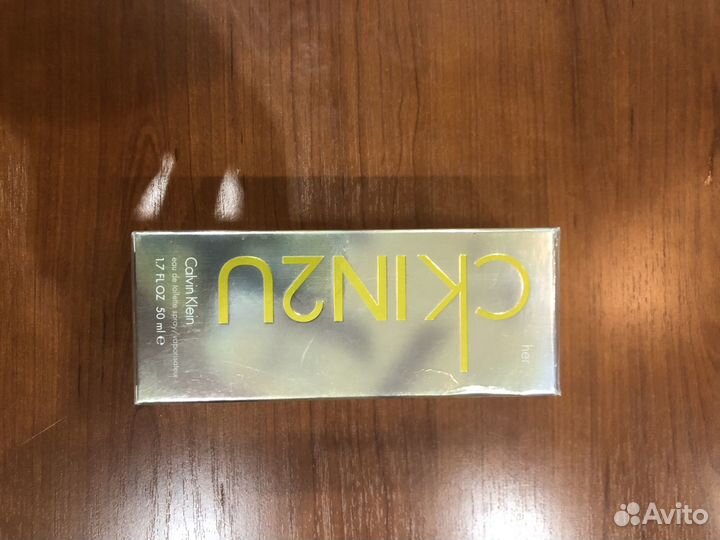 her
CKIN2U
Calvin Klein
eau de toilette spray/vaporisateur
1.7 FL OZ 50 ml e
Avito